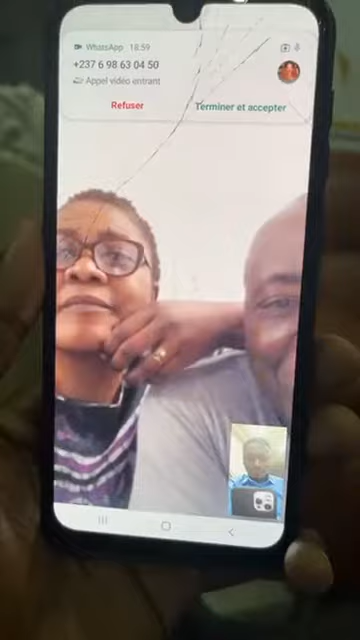 WhatsApp 18:59
+237 6 98 63 04 50
Appel vidéo entrant
Refuser
Terminer et accepter